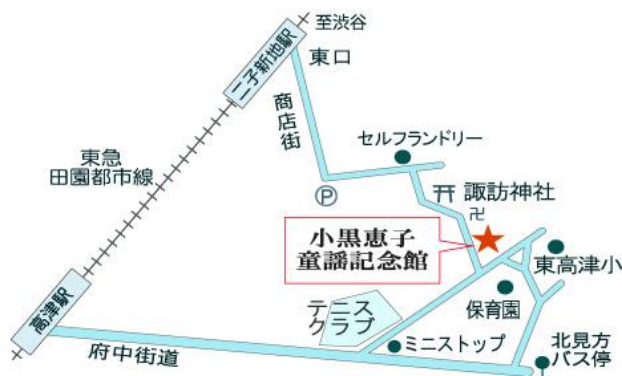 至渋谷
二子新地駅
東口
商店街
セルフランドリー
東急
田園都市線
Ⓟ
諏訪神社
卍
小黒恵子
童謡記念館
東高津小
高津駅
テニス
クラブ
保育園
府中街道
ミニストップ
北見方
バス停